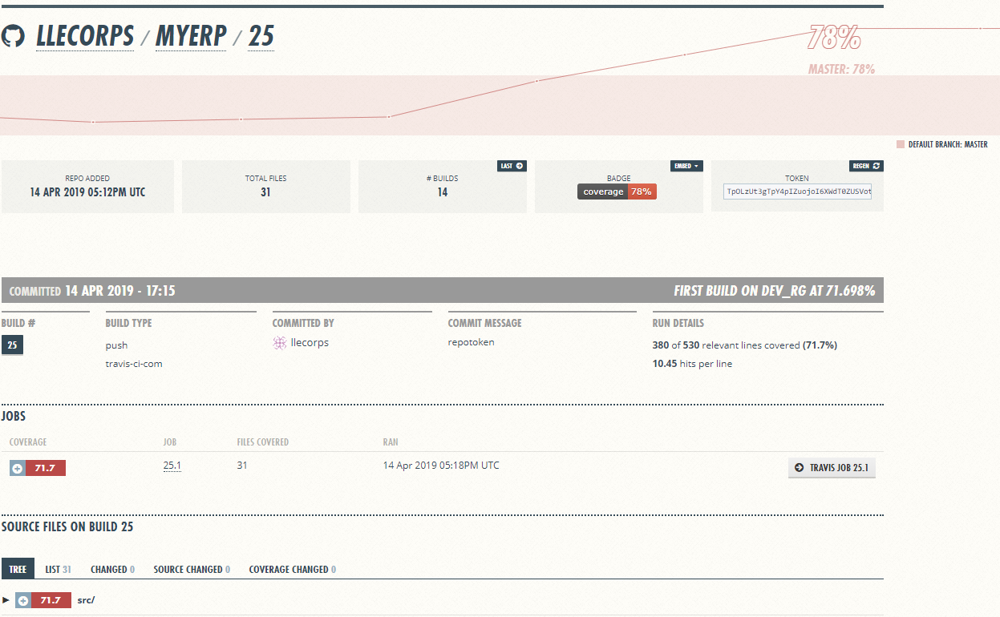 LLECORPS / MYERP / 25
78%
MASTER: 78%
DEFAULT BRANCH: MASTER
REPO ADDED
14 APR 2019 05:12PM UTC
TOTAL FILES
31
LAST
# BUILDS
14
EMBED
BADGE
coverage 78%
REGEN
TOKEN
TpOLzUt3gTpY4pIZuojoI6XWdT0ZUSVot
COMMITTED 14 APR 2019 - 17:15
FIRST BUILD ON DEV_RG AT 71.698%
BUILD #
25
BUILD TYPE
push
travis-ci-com
COMMITTED BY
llecorps
COMMIT MESSAGE
repotoken
RUN DETAILS
380 of 530 relevant lines covered (71.7%)
10.45 hits per line
JOBS
COVERAGE JOB FILES COVERED RAN
71.7 25.1 31 14 Apr 2019 05:18PM UTC TRAVIS JOB 25.1
SOURCE FILES ON BUILD 25
TREE LIST 31 CHANGED 0 SOURCE CHANGED 0 COVERAGE CHANGED 0
71.7 src/